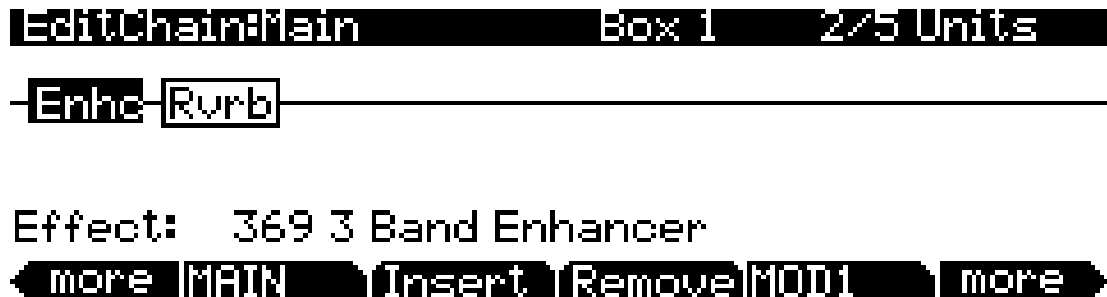 EditChain:Main Box 1 2/5 Units
Enhc Rvrb
Effect: 369 3 Band Enhancer
more MAIN Insert Remove MOD1 more